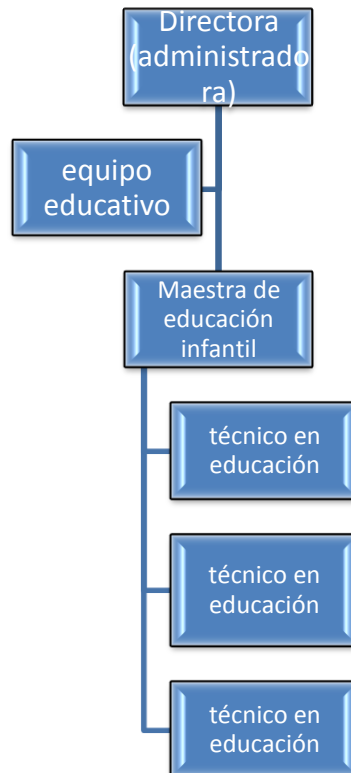 Directora
(administrado
ra)
equipo
educativo
Maestra de
educación
infantil
técnico en
educación
técnico en
educación
técnico en
educación